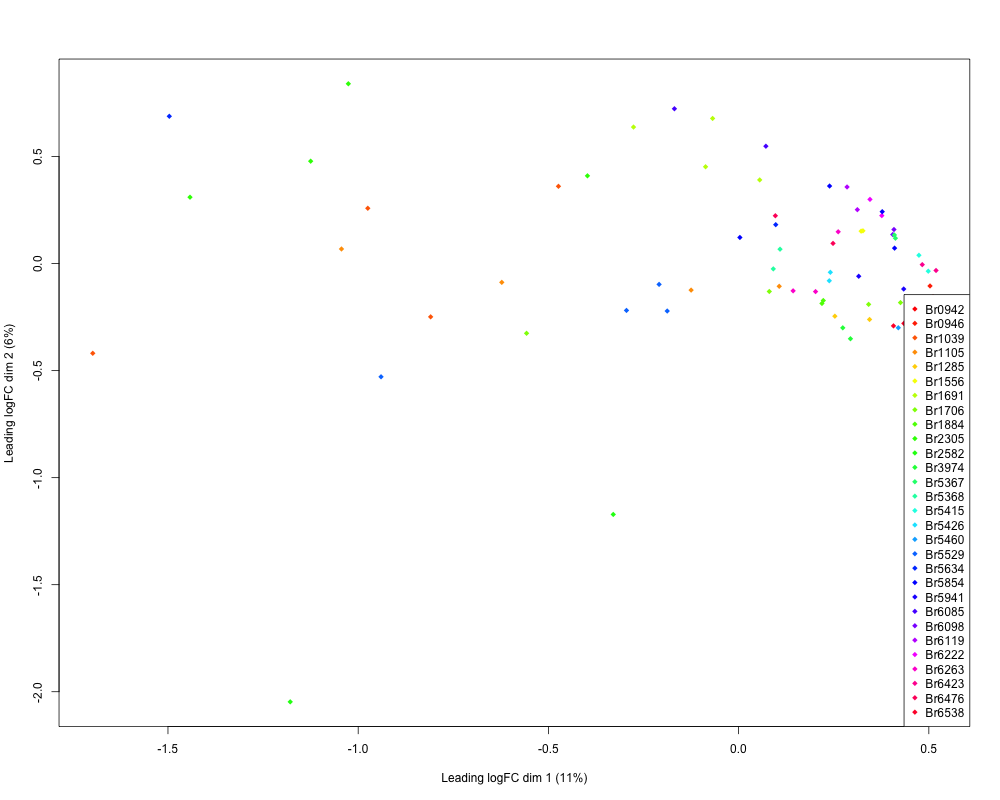 0.5
0.0
-0.5
-1.0
-1.5
-2.0
Leading logFC dim 2 (6%)
Br0942
Br0946
Br1039
Br1105
Br1285
Br1556
Br1691
Br1706
Br1884
Br2305
Br2582
Br3974
Br5367
Br5368
Br5415
Br5426
Br5460
Br5529
Br5634
Br5854
Br5941
Br6085
Br6098
Br6119
Br6222
Br6263
Br6423
Br6476
Br6538
-1.5 -1.0 -0.5 0.0 0.5
Leading logFC dim 1 (11%)